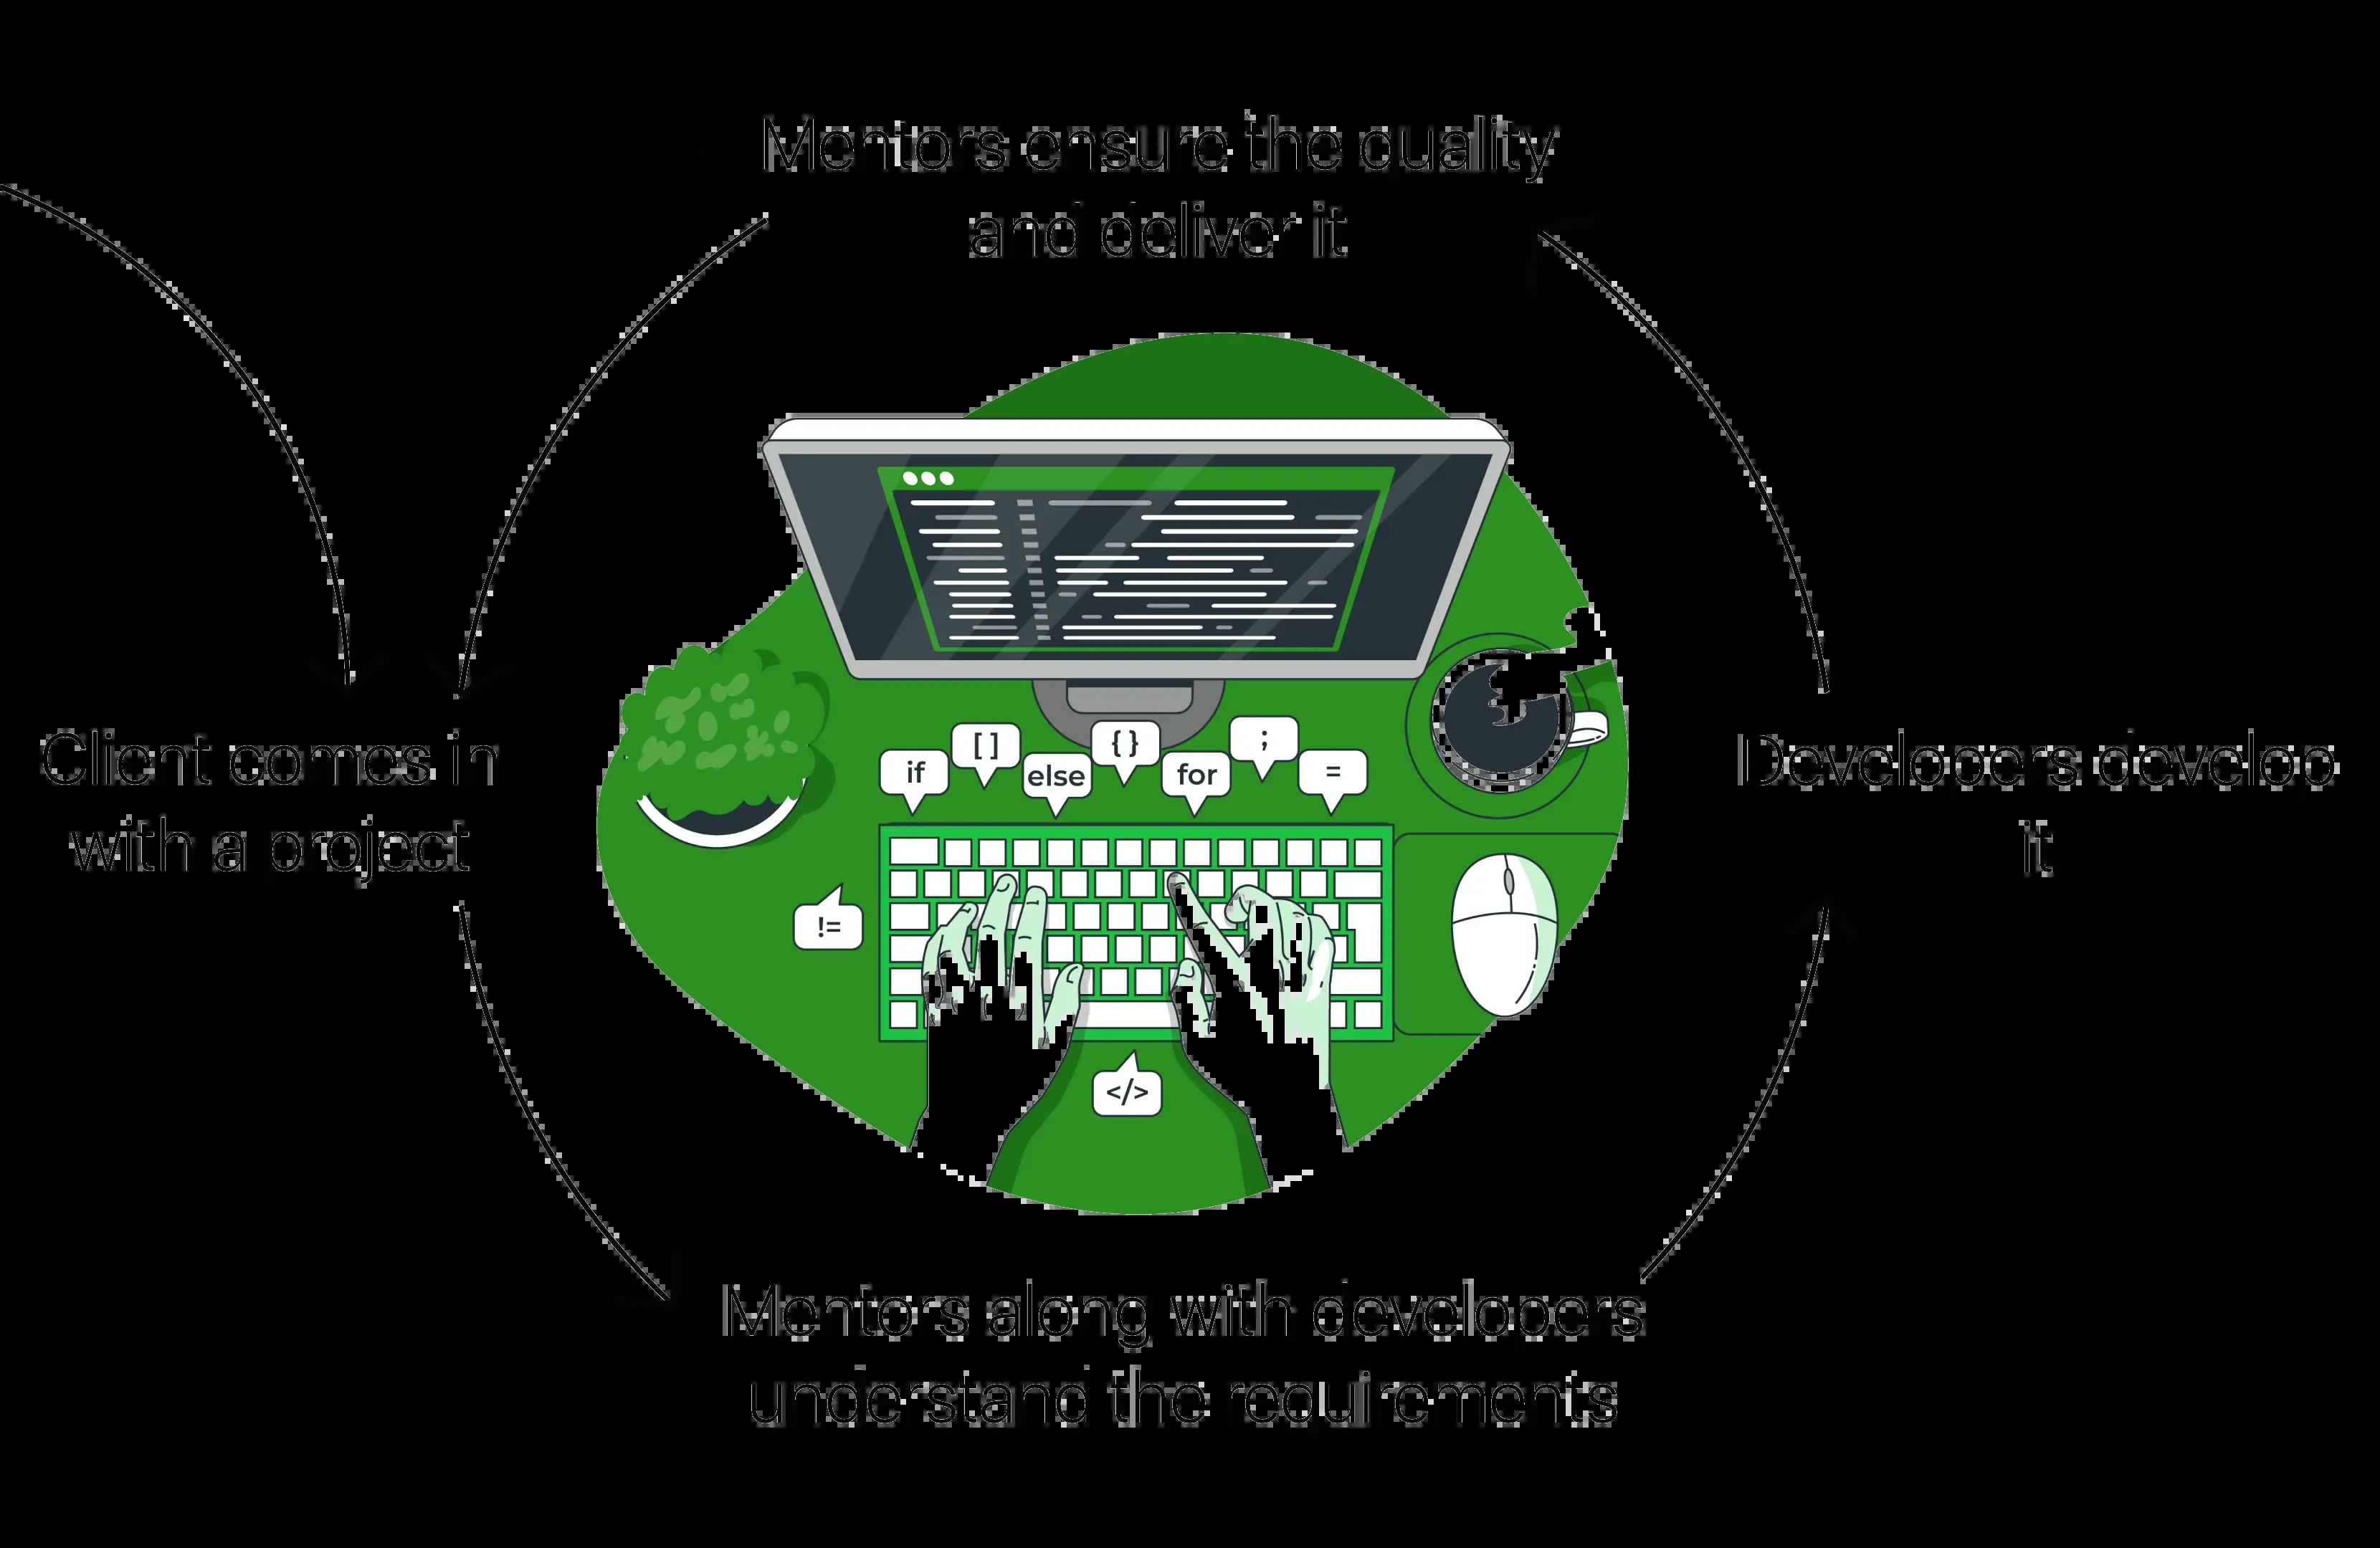 Mentors ensure the quality
and deliver it
Client comes in
with a project
Developers develop
it
if
[ ]
else
{ }
for
;
=
!=
</>
Mentors along with developers
understand the requirements